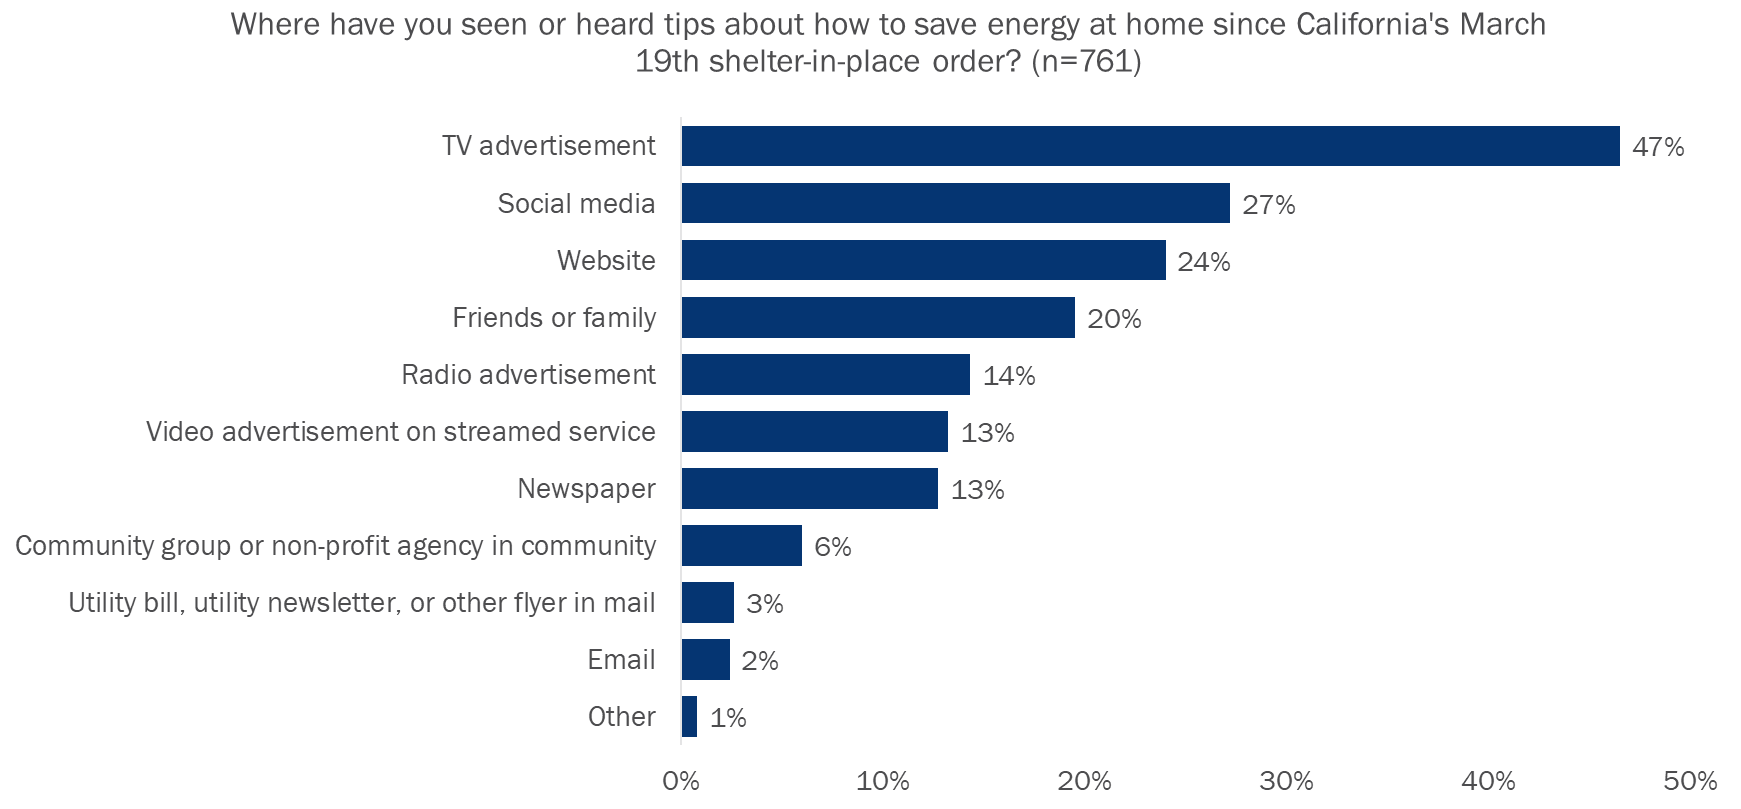 Where have you seen or heard tips about how to save energy at home since California's March
19th shelter-in-place order? (n=761)
TV advertisement 47%
Social media 27%
Website 24%
Friends or family 20%
Radio advertisement 14%
Video advertisement on streamed service 13%
Newspaper 13%
Community group or non-profit agency in community 6%
Utility bill, utility newsletter, or other flyer in mail 3%
Email 2%
Other 1%
0% 10% 20% 30% 40% 50%